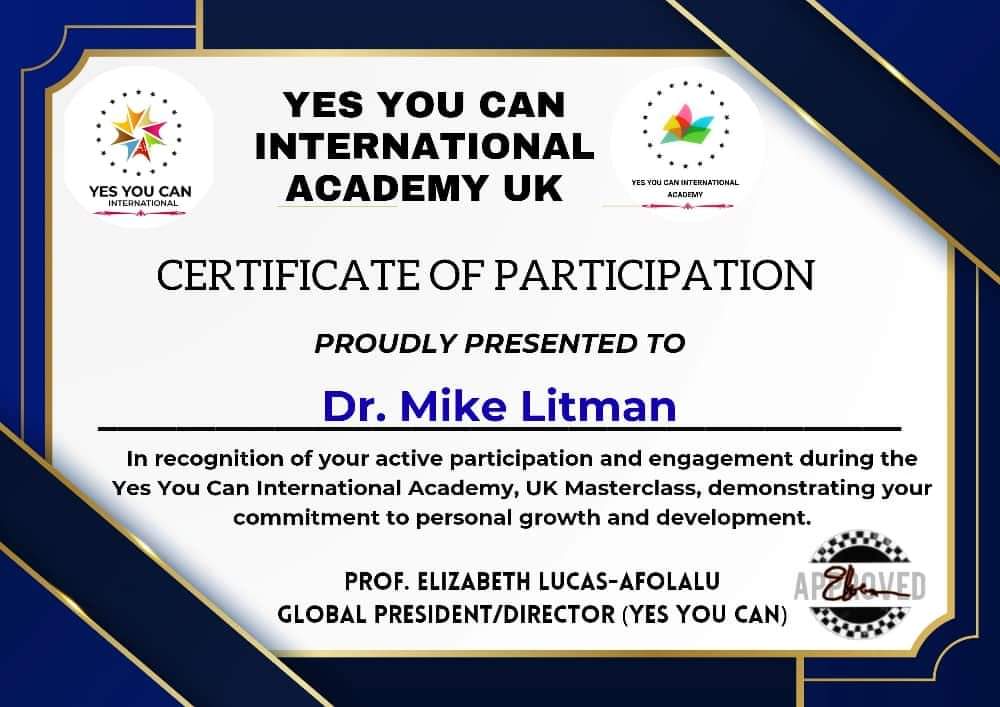 YES YOU CAN
INTERNATIONAL
ACADEMY UK
YES YOU CAN
INTERNATIONAL
YES YOU CAN INTERNATIONAL
ACADEMY
CERTIFICATE OF PARTICIPATION
PROUDLY PRESENTED TO
Dr. Mike Litman
In recognition of your active participation and engagement during the
Yes You Can International Academy, UK Masterclass, demonstrating your
commitment to personal growth and development.
PROF. ELIZABETH LUCAS-AFOLALU
GLOBAL PRESIDENT/DIRECTOR (YES YOU CAN)
APPROVED